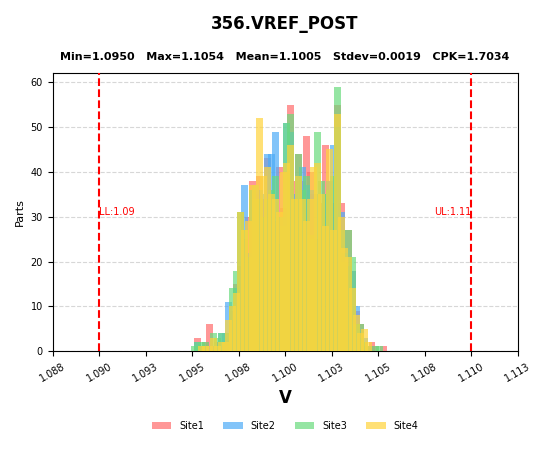 356.VREF_POST
Min=1.0950 Max=1.1054 Mean=1.1005 Stdev=0.0019 CPK=1.7034
60
50
40
30
20
10
0
Parts
LL:1.09
UL:1.11
1.088 1.090 1.093 1.095 1.098 1.100 1.103 1.105 1.108 1.110 1.113
V
Site1 Site2 Site3 Site4